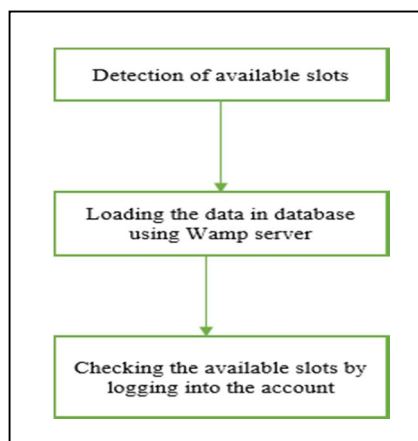 Detection of available slots
Loading the data in database
using Wamp server
Checking the available slots by
logging into the account